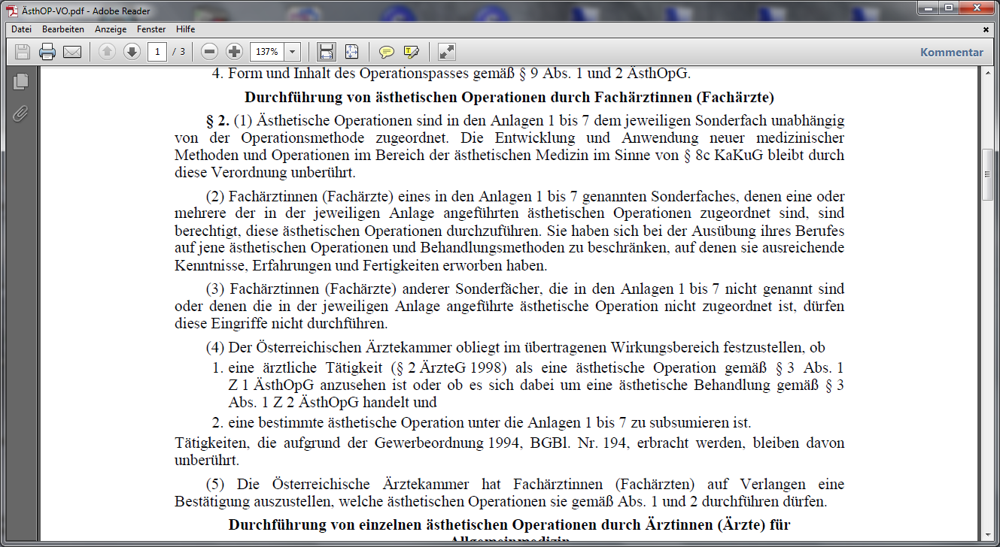 ÄsthOP-VO.pdf - Adobe Reader
Datei Bearbeiten Anzeige Fenster Hilfe
1 / 3 137% Kommentar
4. Form und Inhalt des Operationspasses gemäß § 9 Abs. 1 und 2 ÄsthOpG.
Durchführung von ästhetischen Operationen durch Fachärztinnen (Fachärzte)
§ 2. (1) Ästhetische Operationen sind in den Anlagen 1 bis 7 dem jeweiligen Sonderfach unabhängig
von der Operationsmethode zugeordnet. Die Entwicklung und Anwendung neuer medizinischer
Methoden und Operationen im Bereich der ästhetischen Medizin im Sinne von § 8c KaKuG bleibt durch
diese Verordnung unberührt.
(2) Fachärztinnen (Fachärzte) eines in den Anlagen 1 bis 7 genannten Sonderfaches, denen eine oder
mehrere der in der jeweiligen Anlage angeführten ästhetischen Operationen zugeordnet sind, sind
berechtigt, diese ästhetischen Operationen durchzuführen. Sie haben sich bei der Ausübung ihres Berufes
auf jene ästhetischen Operationen und Behandlungsmethoden zu beschränken, auf denen sie ausreichende
Kenntnisse, Erfahrungen und Fertigkeiten erworben haben.
(3) Fachärztinnen (Fachärzte) anderer Sonderfächer, die in den Anlagen 1 bis 7 nicht genannt sind
oder denen die in der jeweiligen Anlage angeführte ästhetische Operation nicht zugeordnet ist, dürfen
diese Eingriffe nicht durchführen.
(4) Der Österreichischen Ärztekammer obliegt im übertragenen Wirkungsbereich festzustellen, ob
1. eine ärztliche Tätigkeit (§ 2 ÄrzteG 1998) als eine ästhetische Operation gemäß § 3 Abs. 1
Z 1 ÄsthOpG anzusehen ist oder ob es sich dabei um eine ästhetische Behandlung gemäß § 3
Abs. 1 Z 2 ÄsthOpG handelt und
2. eine bestimmte ästhetische Operation unter die Anlagen 1 bis 7 zu subsumieren ist.
Tätigkeiten, die aufgrund der Gewerbeordnung 1994, BGBl. Nr. 194, erbracht werden, bleiben davon
unberührt.
(5) Die Österreichische Ärztekammer hat Fachärztinnen (Fachärzten) auf Verlangen eine
Bestätigung auszustellen, welche ästhetischen Operationen sie gemäß Abs. 1 und 2 durchführen dürfen.
Durchführung von einzelnen ästhetischen Operationen durch Ärztinnen (Ärzte) für
Allgemeinmedizin